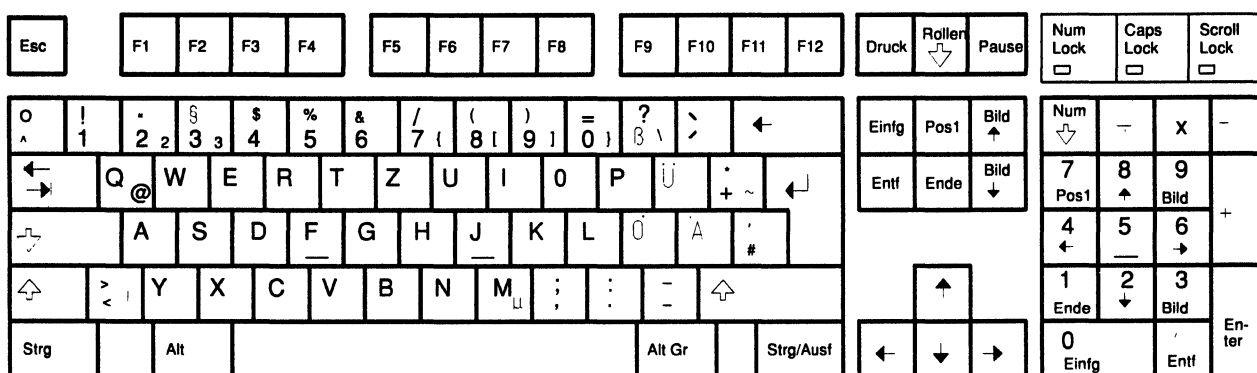 Esc F1 F2 F3 F4 F5 F6 F7 F8 F9 F10 F11 F12 Druck Rollen Pause Num Lock Caps Lock Scroll Lock
O ! " § $ % & / ( ) = ? ` Einfg Pos1 Bild Num ÷ X −
^ 1 2 2 3 3 4 5 6 7 { 8 [ 9 ] 0 } ß \ ´
Q @ W E R T Z U I O P Ü * + ~ Entf Ende Bild 7 Pos1 8 9 Bild +
A S D F G H J K L Ö Ä ' # 4 5 6
> < | Y X C V B N M µ ; , : . _ - 1 Ende 2 3 Bild En-ter
Strg Alt Alt Gr Strg/Ausf 0 Einfg , Entf